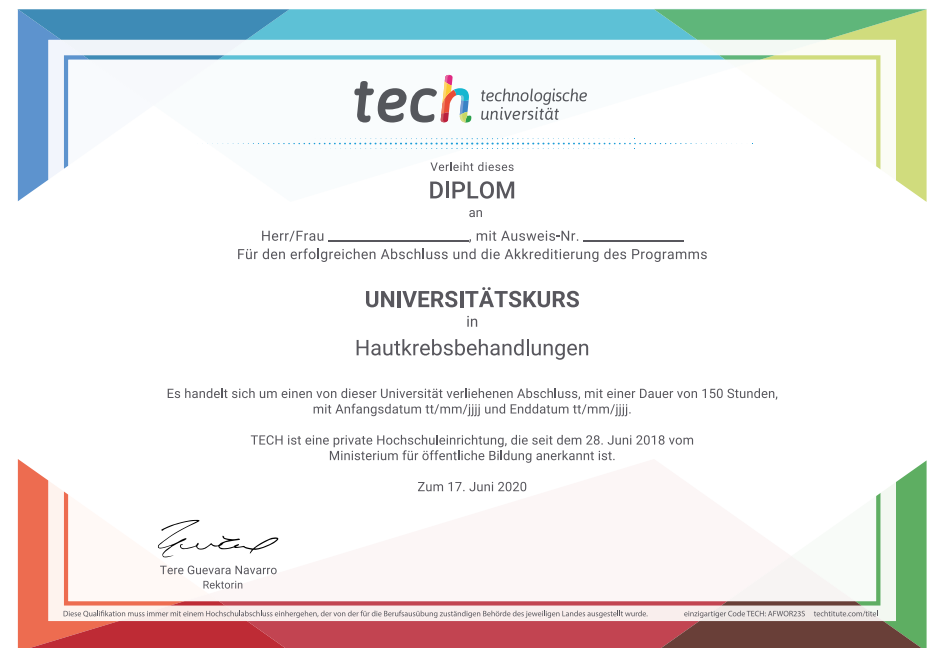 tech technologische
universität
Verleiht dieses
DIPLOM
an
Herr/Frau ____________________, mit Ausweis-Nr. ______________
Für den erfolgreichen Abschluss und die Akkreditierung des Programms
UNIVERSITÄTSKURS
in
Hautkrebsbehandlungen
Es handelt sich um einen von dieser Universität verliehenen Abschluss, mit einer Dauer von 150 Stunden,
mit Anfangsdatum tt/mm/jjjj und Enddatum tt/mm/jjjj.
TECH ist eine private Hochschuleinrichtung, die seit dem 28. Juni 2018 vom
Ministerium für öffentliche Bildung anerkannt ist.
Zum 17. Juni 2020
Tere Guevara Navarro
Rektorin
Diese Qualifikation muss immer mit einem Hochschulabschluss einhergehen, der von der für die Berufsausübung zuständigen Behörde des jeweiligen Landes ausgestellt wurde. einzigartiger Code TECH: AFWOR23S techtitute.com/titel